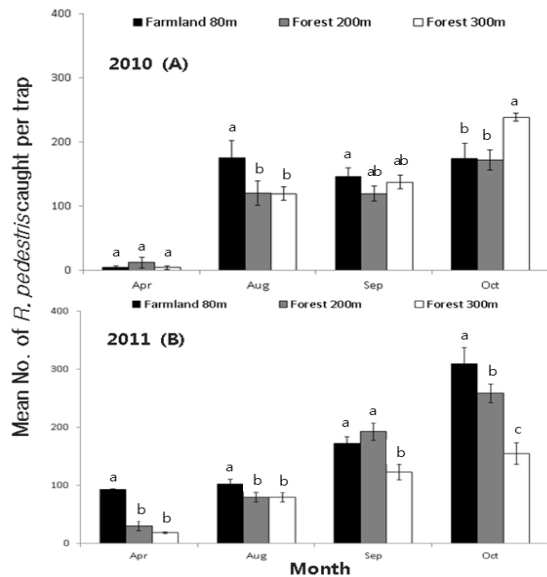 Mean No. of R. pedestris caught per trap
400
300
200
100
0
■ Farmland 80m ■ Forest 200m □ Forest 300m
2010 (A)
a a a
a b b
a ab ab
b b a
Apr Aug Sep Oct
400
300
200
100
0
■ Farmland 80m ■ Forest 200m □ Forest 300m
2011 (B)
a b b
a b b
a a b
a b c
Apr Aug Sep Oct
Month